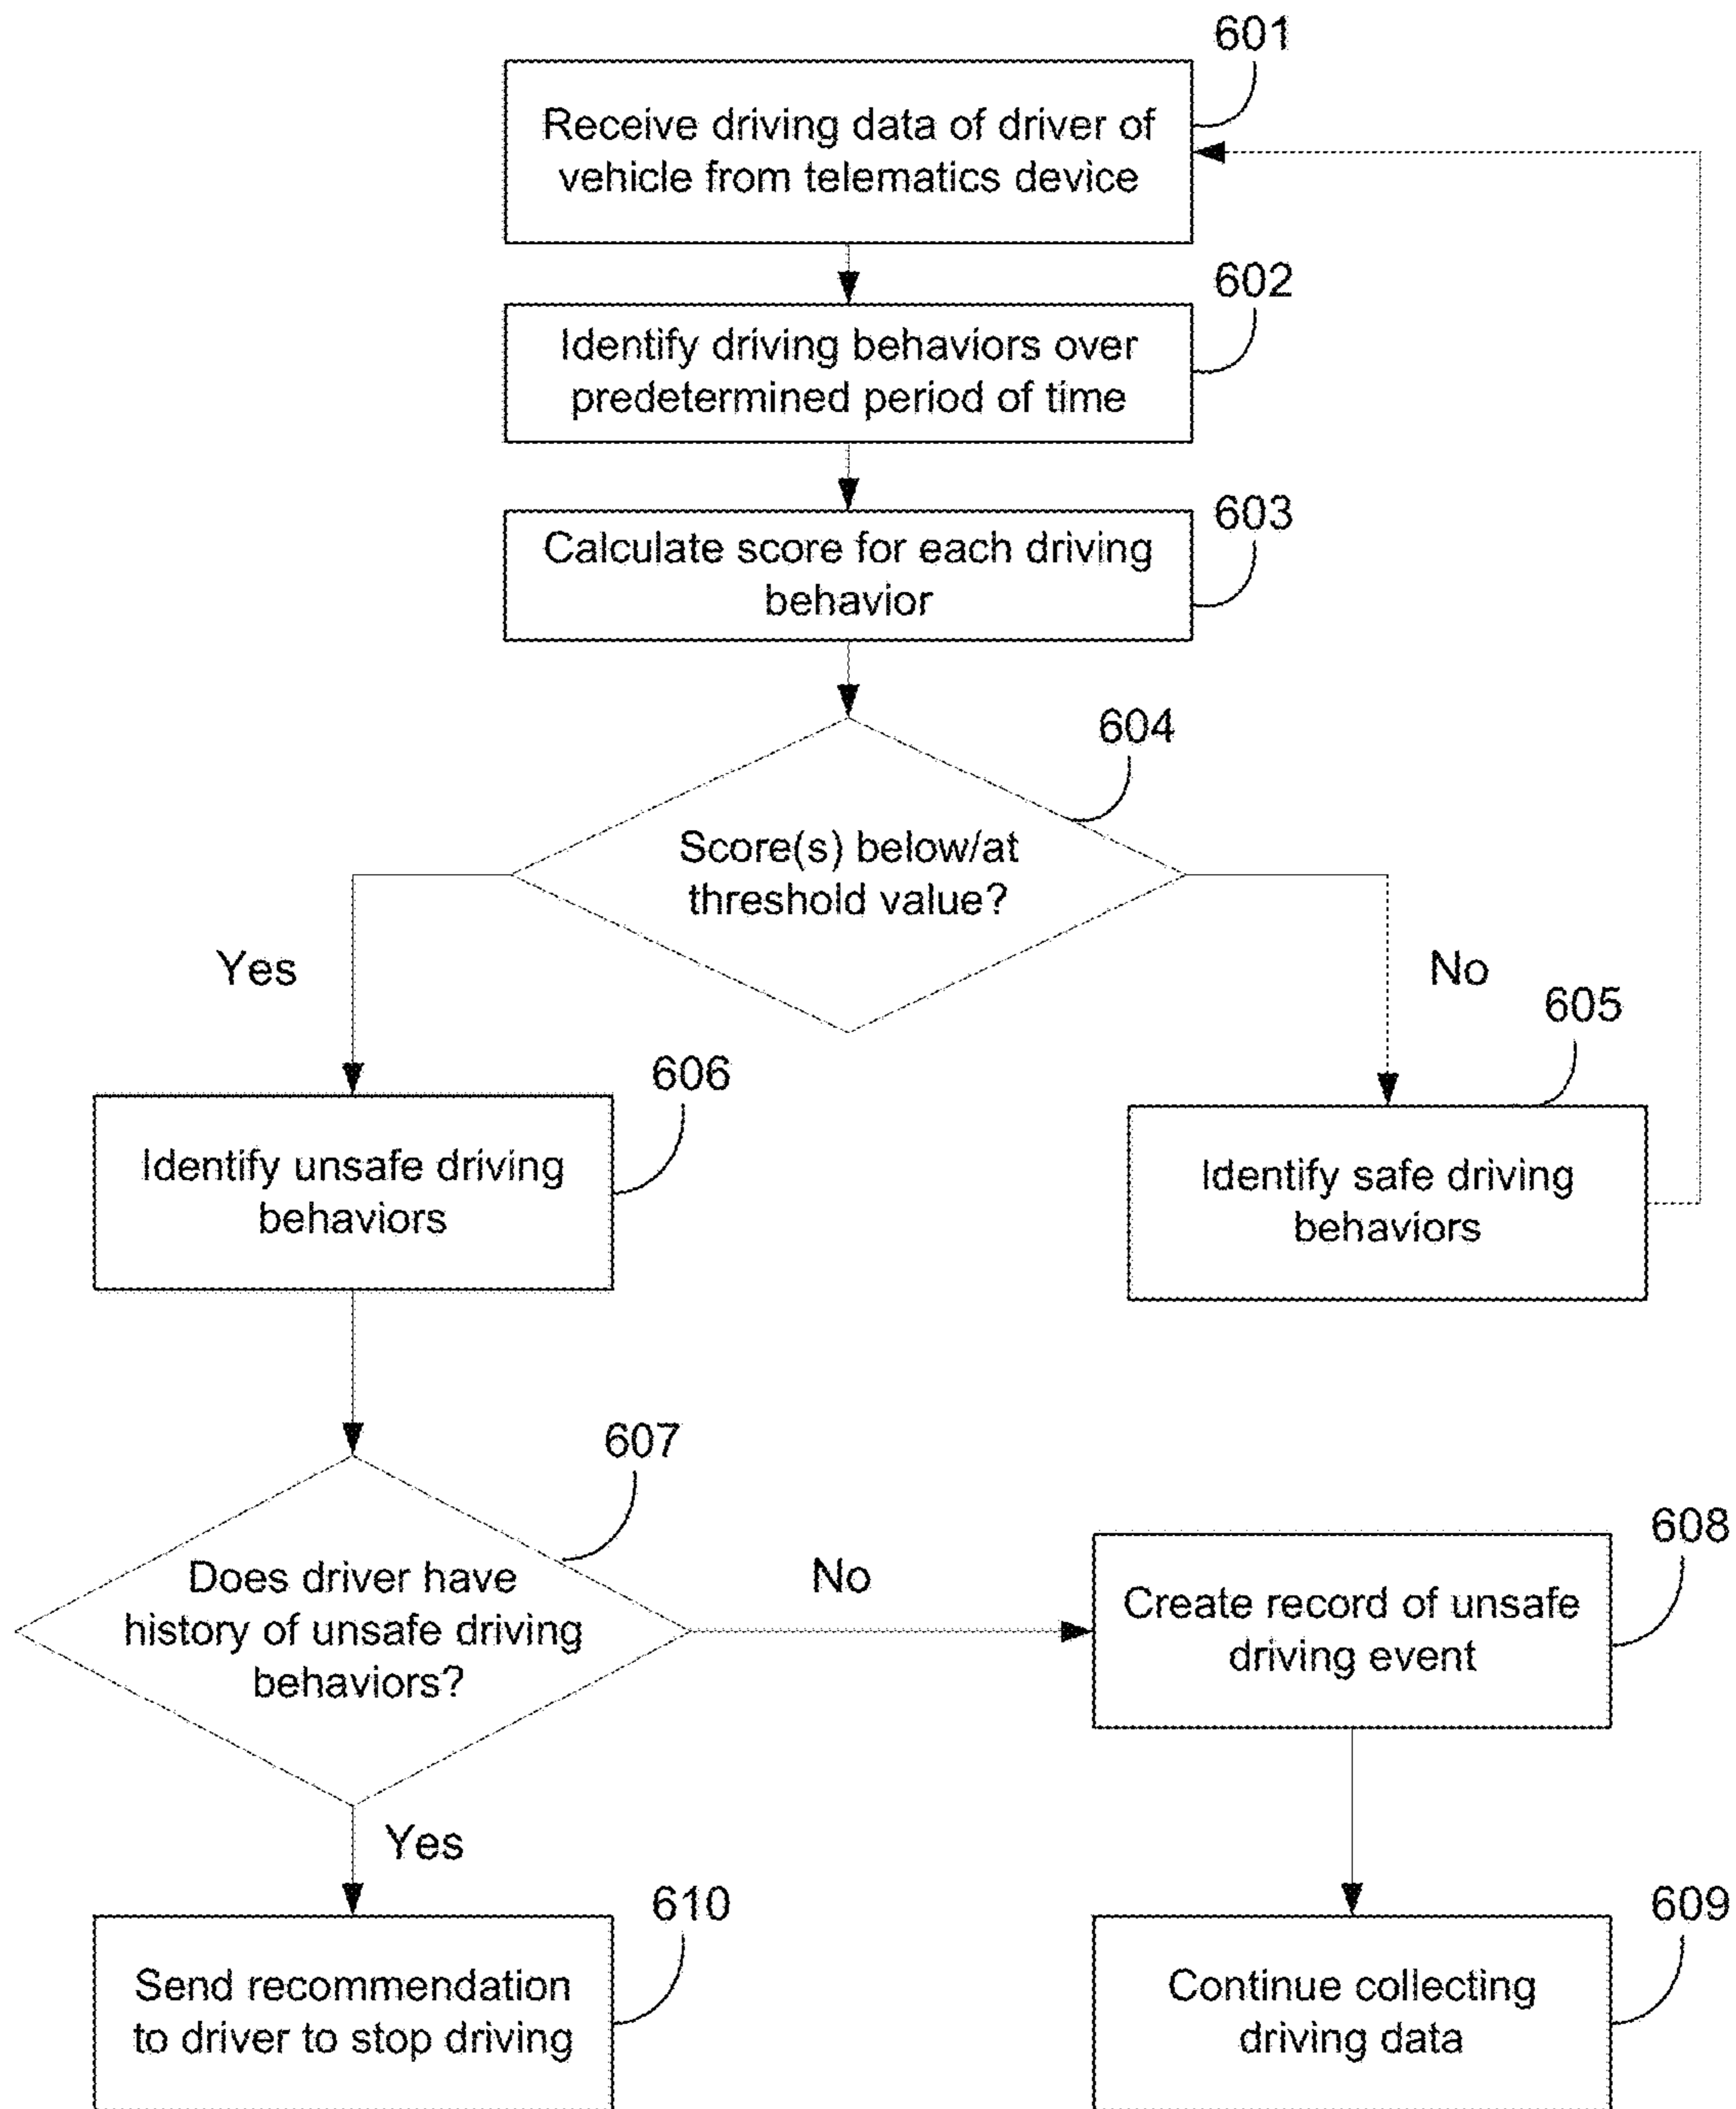 601
Receive driving data of driver of
vehicle from telematics device
602
Identify driving behaviors over
predetermined period of time
603
Calculate score for each driving
behavior
604
Score(s) below/at
threshold value?
Yes
No
605
606
Identify unsafe driving
behaviors
Identify safe driving
behaviors
607
Does driver have
history of unsafe driving
behaviors?
No
608
Create record of unsafe
driving event
Yes
610
609
Send recommendation
to driver to stop driving
Continue collecting
driving data